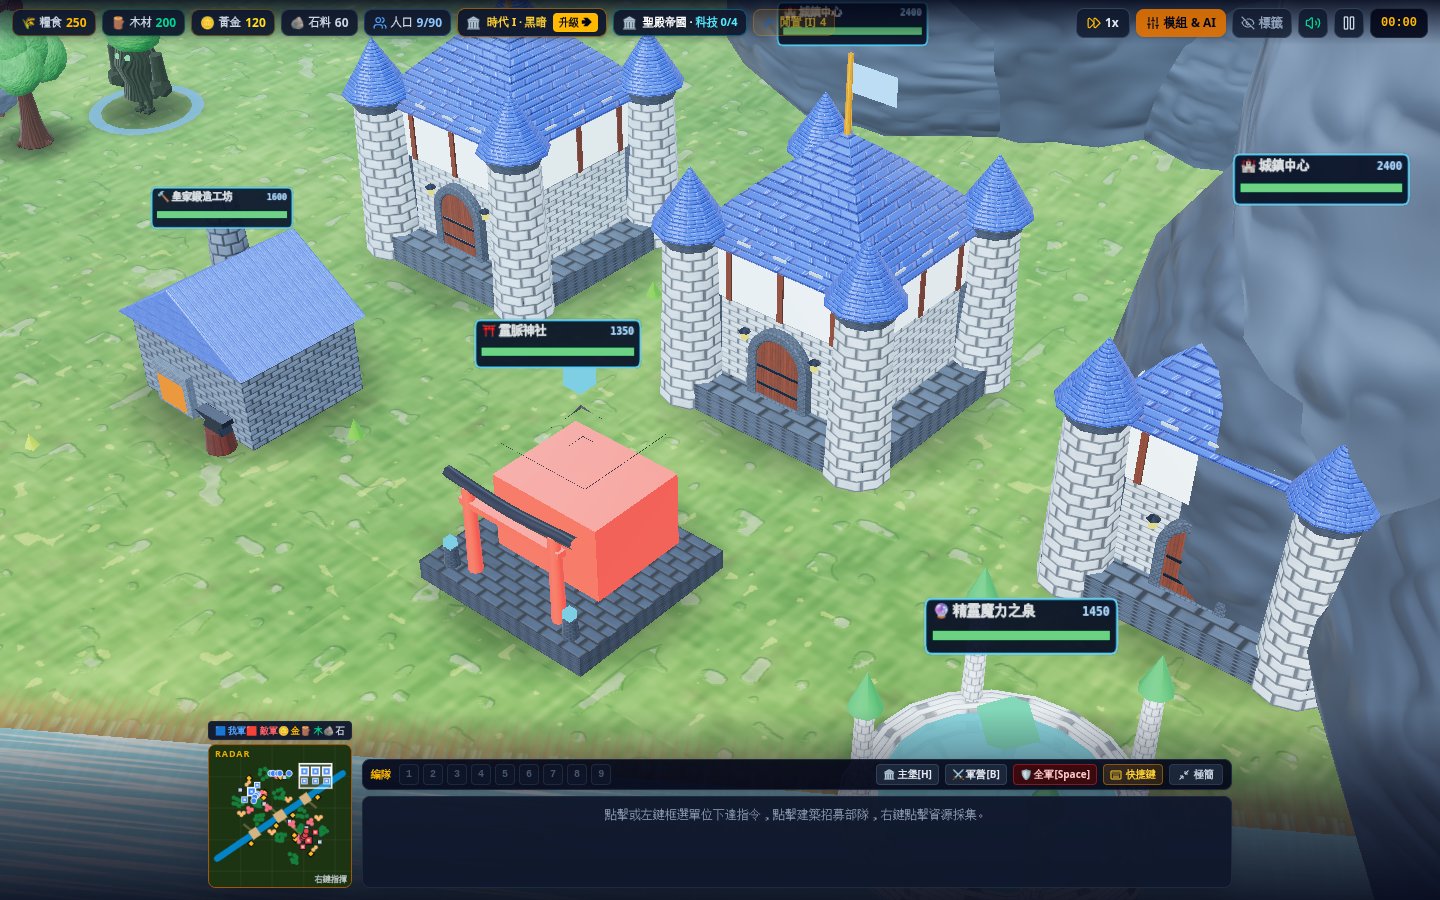 糧食 250
木材 200
黃金 120
石料 60
人口 9/90
時代 I · 黑暗
升級
聖殿帝國 · 科技 0/4
閒置 [I] 4
城鎮中心 2400
1x
模組 & AI
標籤
00:00
城鎮中心 2400
皇家鍛造工坊 1600
靈脈神社 1350
精靈魔力之泉 1450
我軍 敵軍 金 木 石
RADAR
右鍵指揮
編隊 1 2 3 4 5 6 7 8 9
主堡[H]
軍營[B]
全軍[Space]
快捷鍵
極簡
點擊或左鍵框選單位下達指令，點擊建築招募部隊，右鍵點擊資源採集。